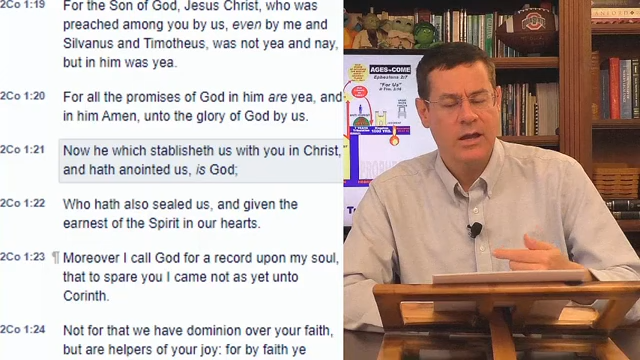 2Co 1:19 For the Son of God, Jesus Christ, who was
preached among you by us, even by me and
Silvanus and Timotheus, was not yea and nay,
but in him was yea.
2Co 1:20 For all the promises of God in him are yea, and
in him Amen, unto the glory of God by us.
2Co 1:21 Now he which stablisheth us with you in Christ,
and hath anointed us, is God;
2Co 1:22 Who hath also sealed us, and given the
earnest of the Spirit in our hearts.
2Co 1:23 ¶ Moreover I call God for a record upon my soul,
that to spare you I came not as yet unto
Corinth.
2Co 1:24 Not for that we have dominion over your faith,
but are helpers of your joy: for by faith ye
AGES to COME
Ephesians 2:7
"For Us"